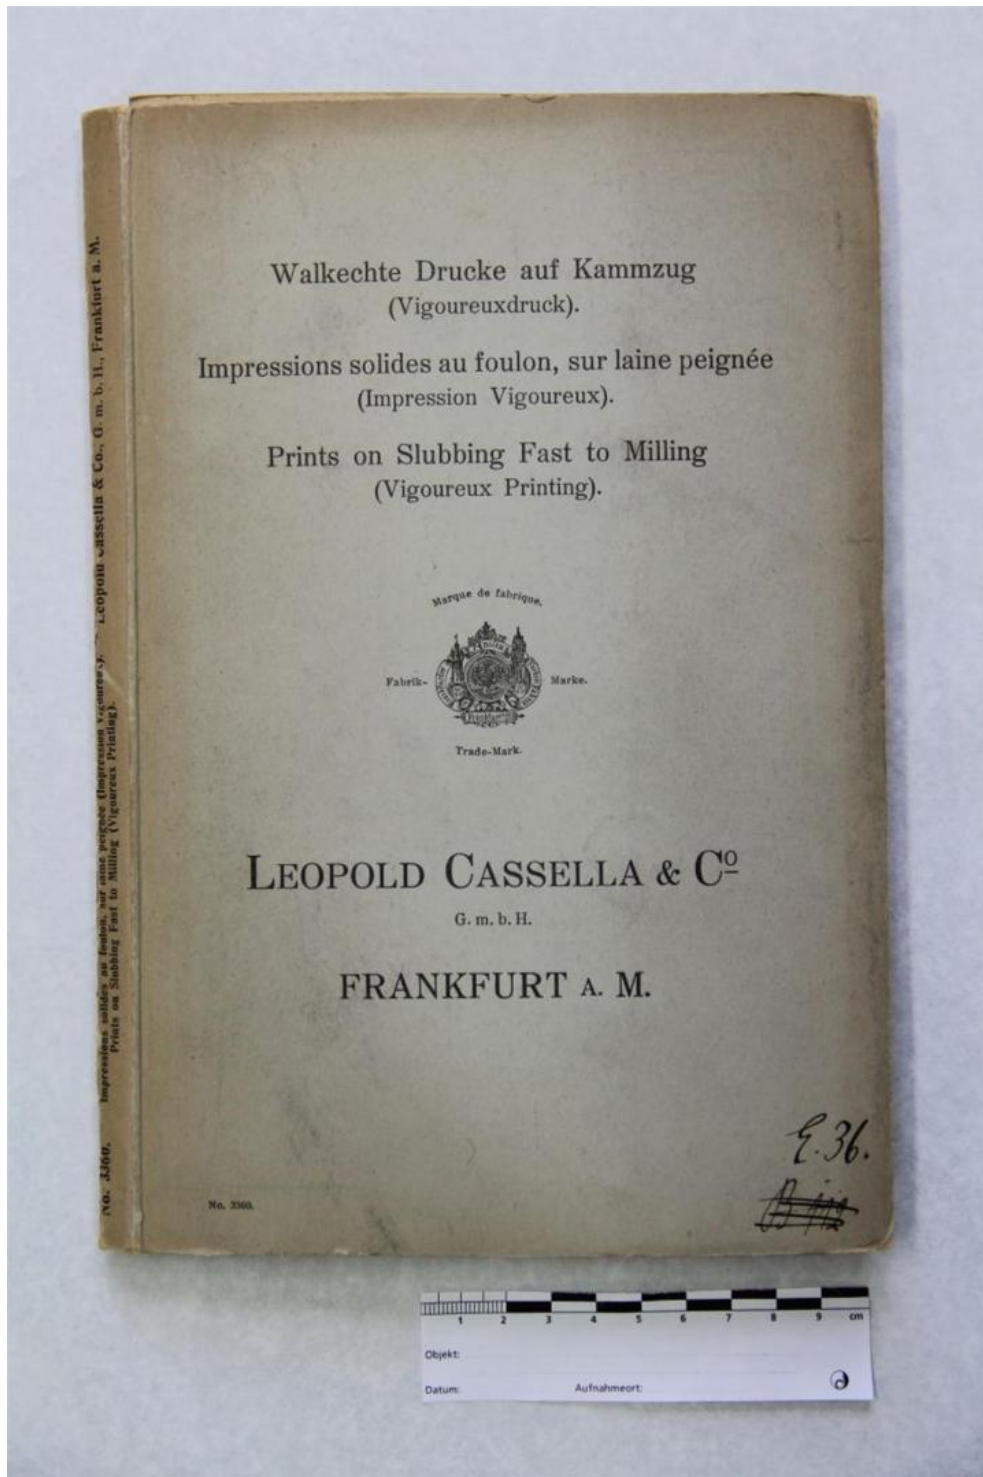 Walkechte Drucke auf Kammzug
(Vigoureuxdruck).
Impressions solides au foulon, sur laine peignée
(Impression Vigoureux).
Prints on Slubbing Fast to Milling
(Vigoureux Printing).
Marque de fabrique.
Fabrik-
Marke.
Trade-Mark.
LEOPOLD CASSELLA & Cº
G. m. b. H.
FRANKFURT A. M.
E. 36.
No. 3360.
No. 3360.
Impressions solides au foulon, sur laine peignée (Impression Vigoureux).
Leopold Cassella & Co., G. m. b. H., Frankfurt a. M.
Prints on Slubbing Fast to Milling (Vigoureux Printing).
1 2 3 4 5 6 7 8 9 cm
Objekt:
Datum:
Aufnahmeort: